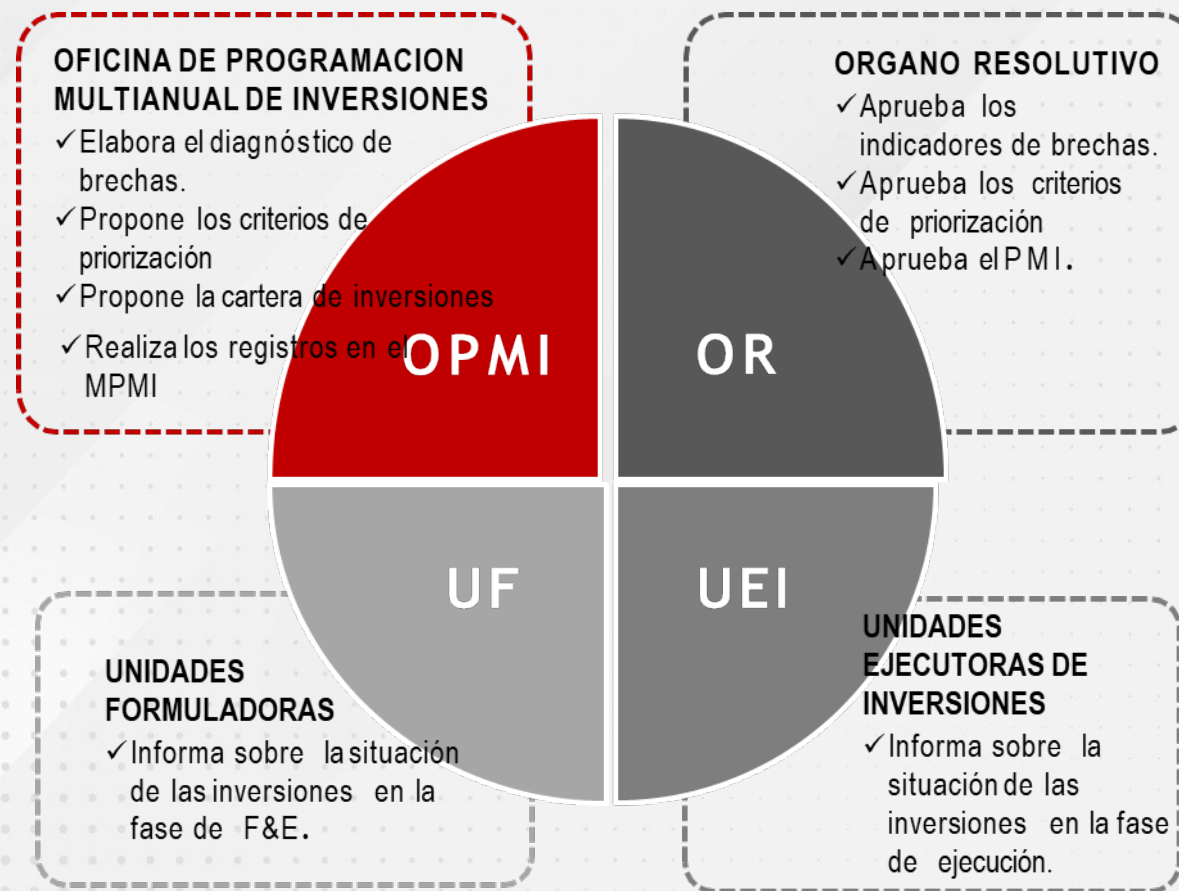 OFICINA DE PROGRAMACION
MULTIANUAL DE INVERSIONES
✓Elabora el diagnóstico de
brechas.
✓Propone los criterios de
priorización
✓Propone la cartera de inversiones
✓Realiza los registros en el
MPMI
OPMI
ORGANO RESOLUTIVO
✓Aprueba los
indicadores de brechas.
✓Aprueba los criterios
de priorización
✓Aprueba el PMI.
OR
UF
UNIDADES
FORMULADORAS
✓Informa sobre la situación
de las inversiones en la
fase de F&E.
UEI
UNIDADES
EJECUTORAS DE
INVERSIONES
✓Informa sobre la
situación de las
inversiones en la fase
de ejecución.